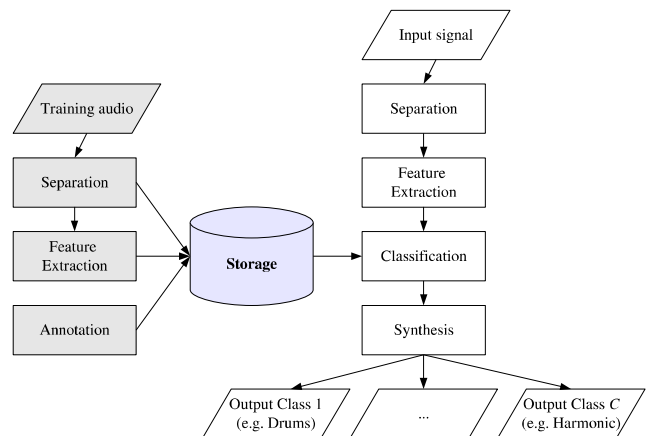 Input signal
Training audio
Separation
Separation
Feature
Extraction
Feature
Extraction
Storage
Classification
Annotation
Synthesis
Output Class 1
(e.g. Drums)
...
Output Class C
(e.g. Harmonic)